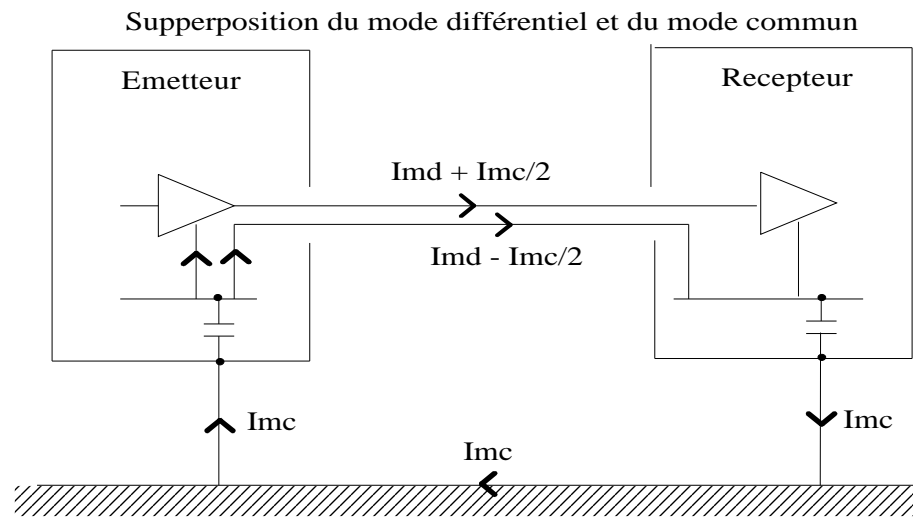 Supperposition du mode différentiel et du mode commun
Emetteur
Recepteur
Imd + Imc/2
Imd - Imc/2
Imc
Imc
Imc